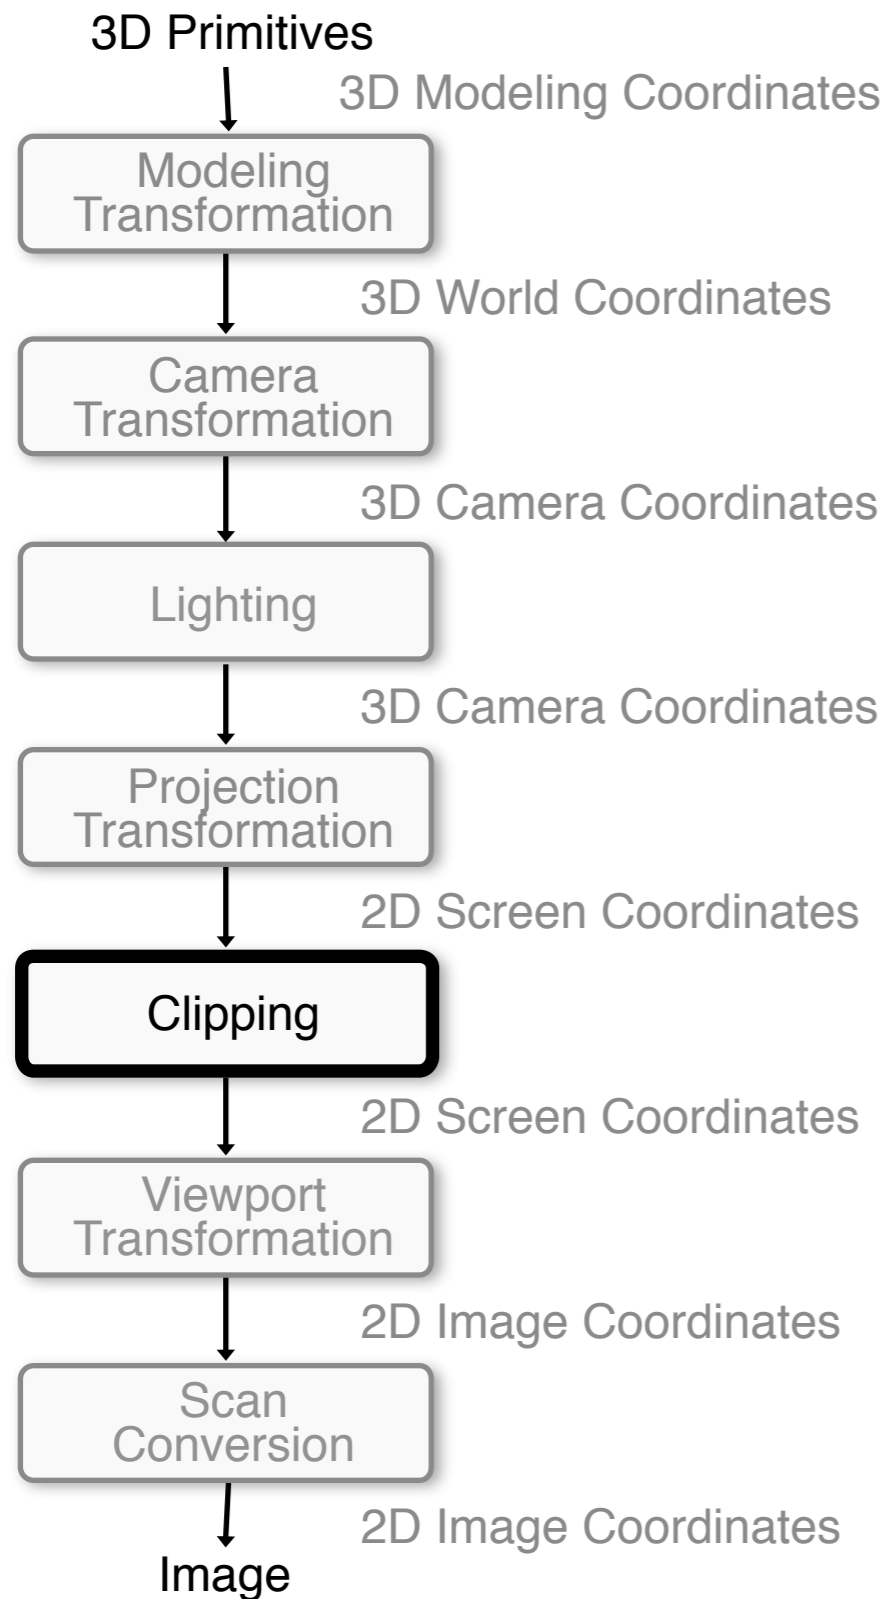 3D Primitives
3D Modeling Coordinates
Modeling
Transformation
3D World Coordinates
Camera
Transformation
3D Camera Coordinates
Lighting
3D Camera Coordinates
Projection
Transformation
2D Screen Coordinates
Clipping
2D Screen Coordinates
Viewport
Transformation
2D Image Coordinates
Scan
Conversion
2D Image Coordinates
Image